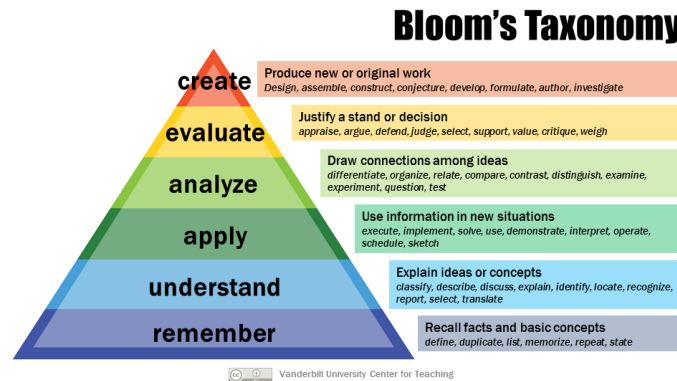 Bloom's Taxonomy
create
Produce new or original work
Design, assemble, construct, conjecture, develop, formulate, author, investigate
evaluate
Justify a stand or decision
appraise, argue, defend, judge, select, support, value, critique, weigh
analyze
Draw connections among ideas
differentiate, organize, relate, compare, contrast, distinguish, examine,
experiment, question, test
apply
Use information in new situations
execute, implement, solve, use, demonstrate, interpret, operate,
schedule, sketch
understand
Explain ideas or concepts
classify, describe, discuss, explain, identify, locate, recognize,
report, select, translate
remember
Recall facts and basic concepts
define, duplicate, list, memorize, repeat, state
cc
Vanderbilt University Center for Teaching